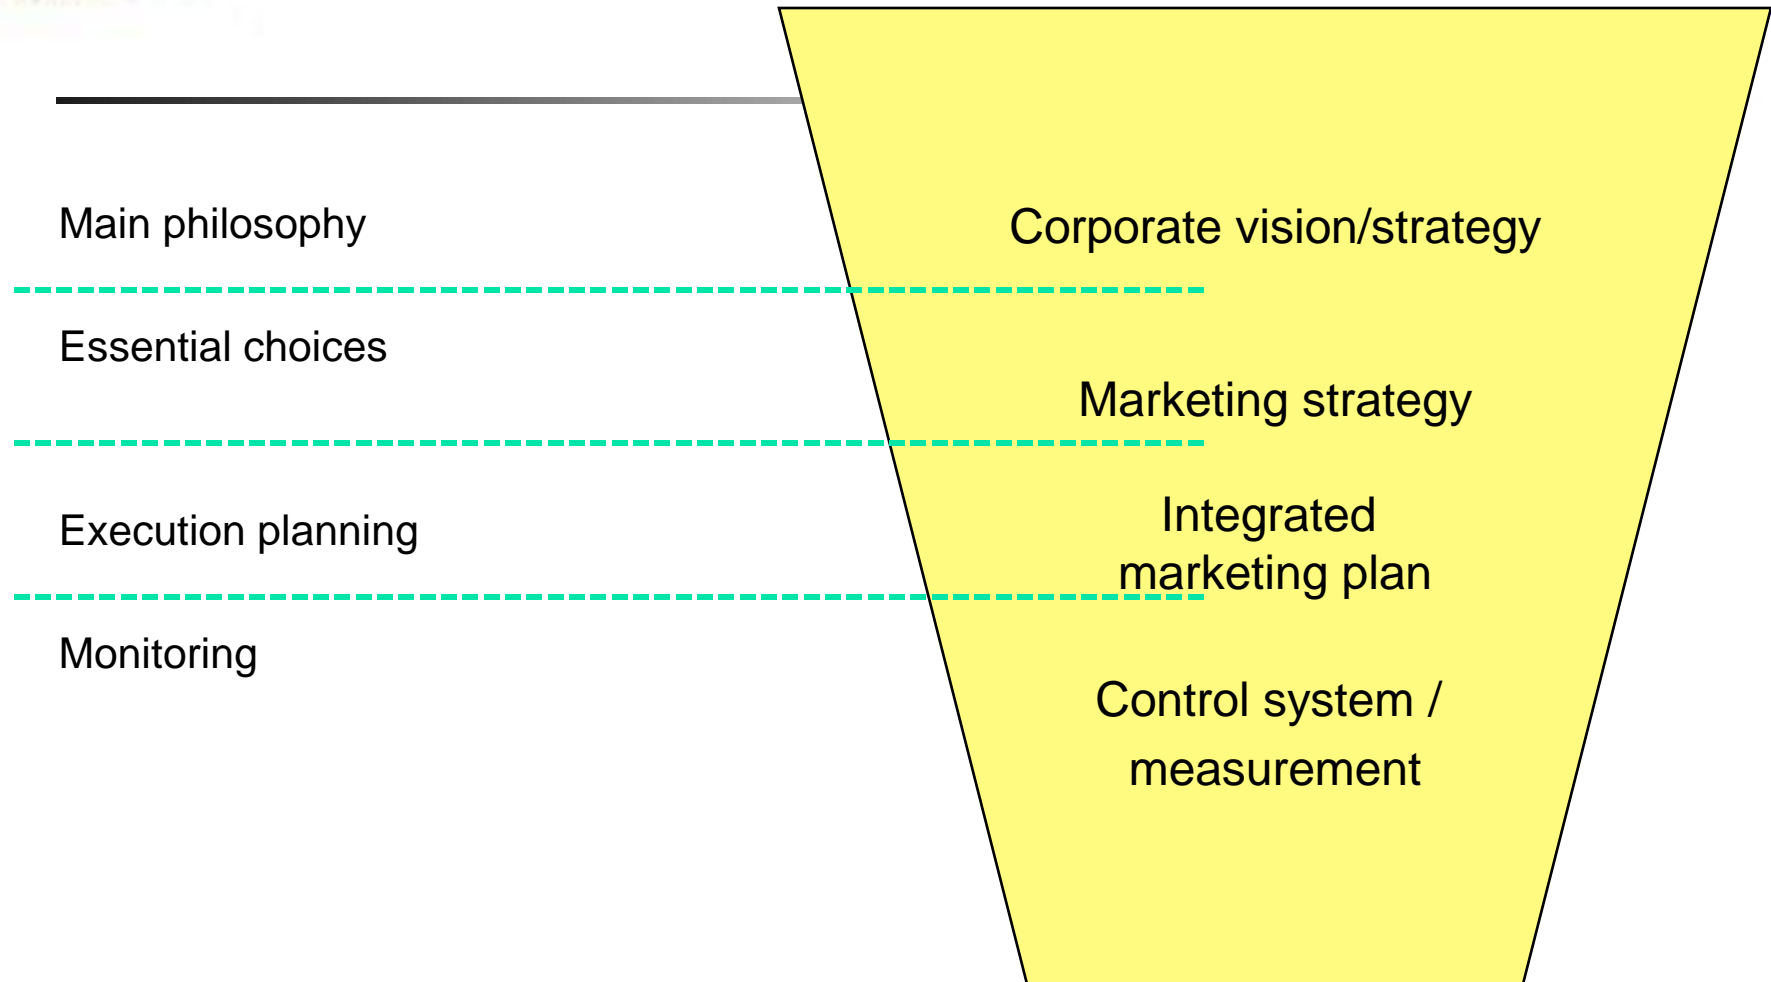 Main philosophy
Corporate vision/strategy
Essential choices
Marketing strategy
Execution planning
Integrated
marketing plan
Monitoring
Control system /
measurement